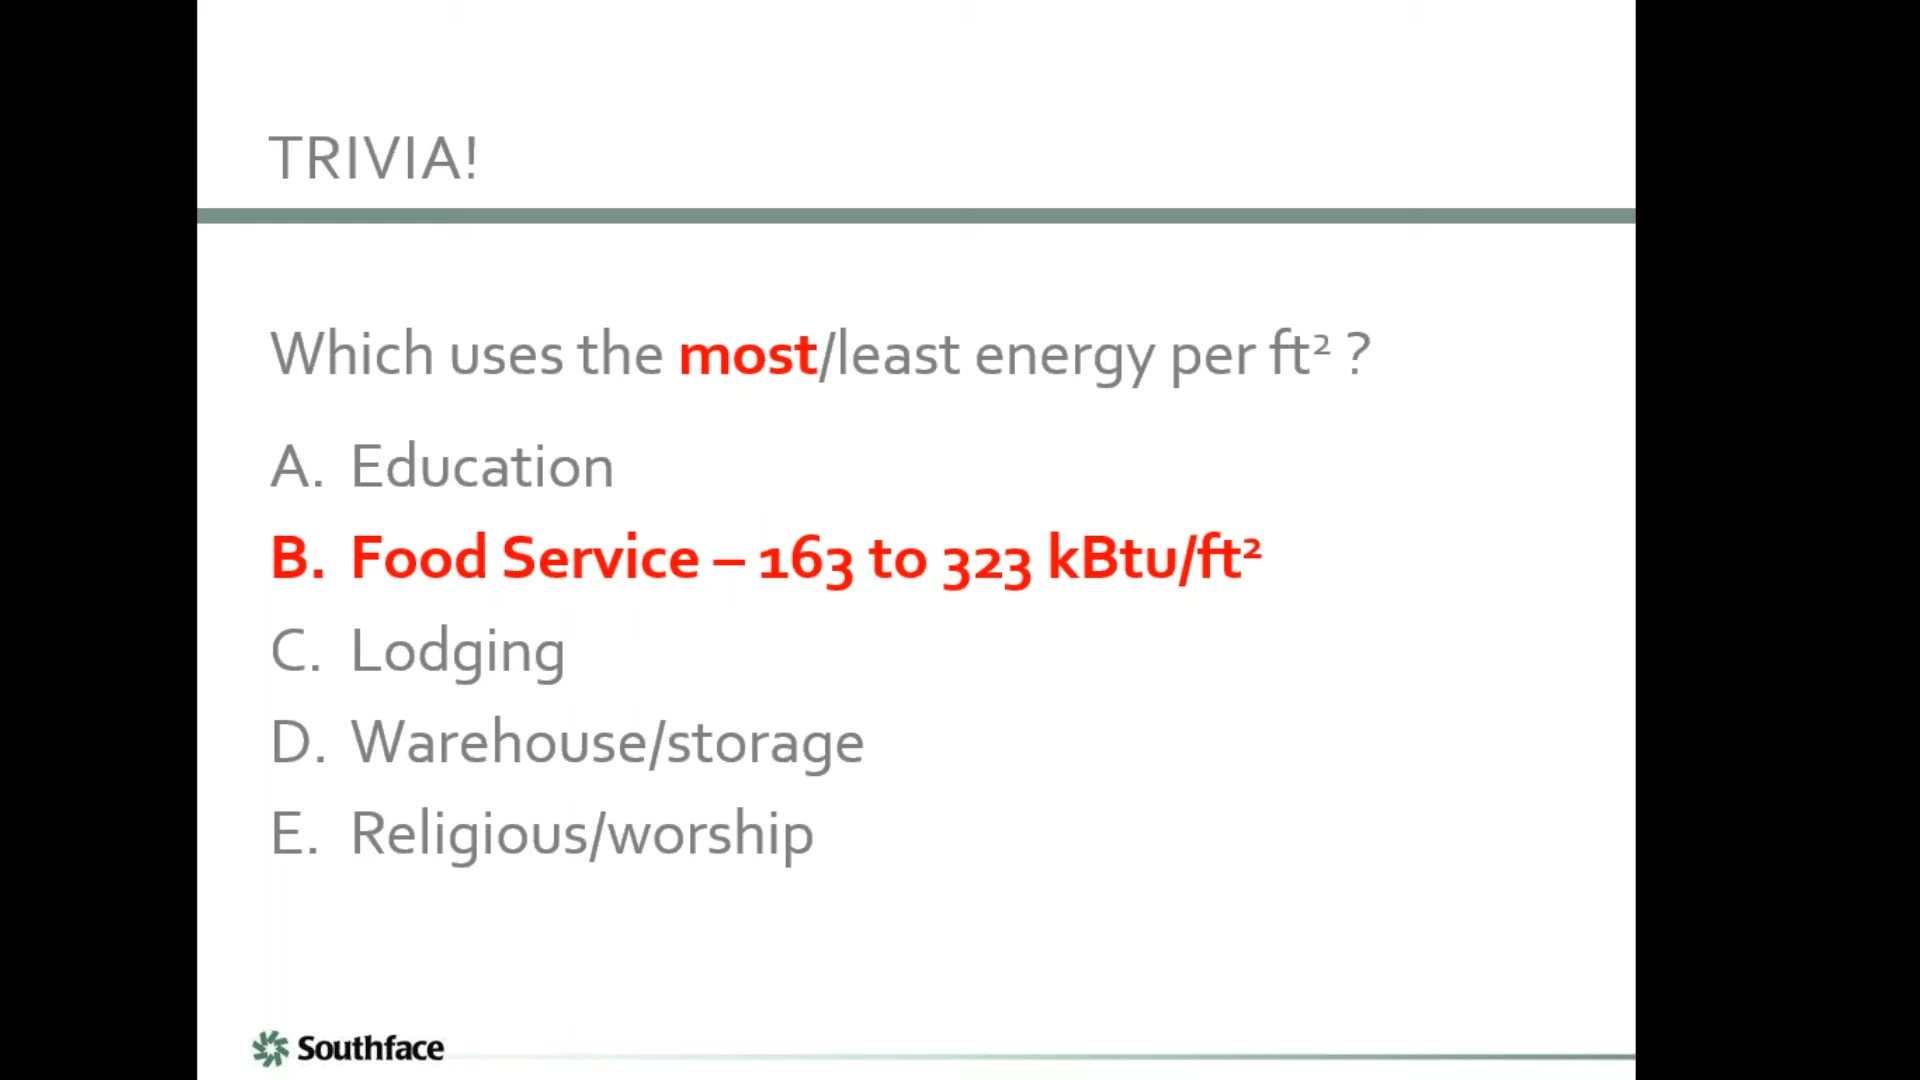 TRIVIA!
Which uses the most/least energy per ft² ?
A. Education
B. Food Service – 163 to 323 kBtu/ft²
C. Lodging
D. Warehouse/storage
E. Religious/worship
Southface